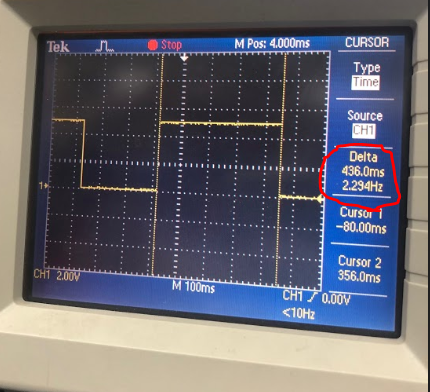 Tek Stop M Pos: 4.000ms CURSOR
Type
Time
Source
CH1
Delta
436.0ms
2.294Hz
Cursor 1
-80.00ms
Cursor 2
356.0ms
1
CH1 2.00V M 100ms CH1 0.00V
<10Hz